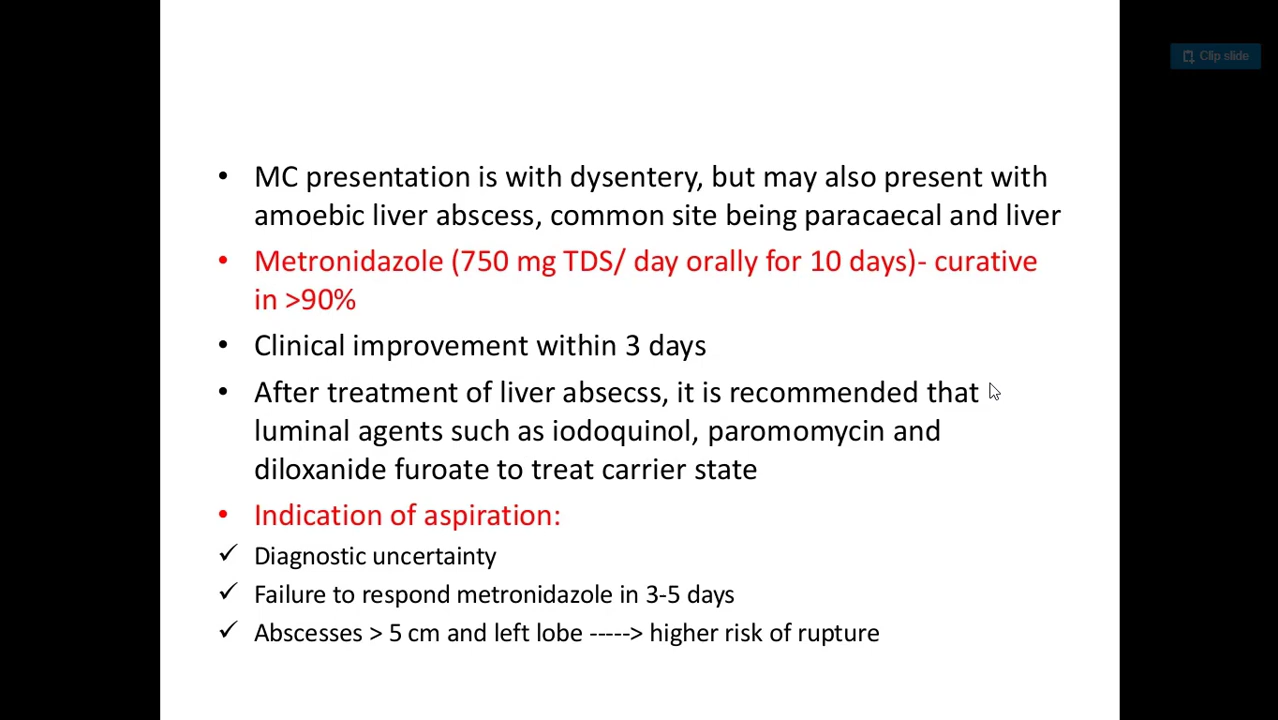 Clip slide
• MC presentation is with dysentery, but may also present with
amoebic liver abscess, common site being paracaecal and liver
• Metronidazole (750 mg TDS/ day orally for 10 days)- curative
in >90%
• Clinical improvement within 3 days
• After treatment of liver absecss, it is recommended that
luminal agents such as iodoquinol, paromomycin and
diloxanide furoate to treat carrier state
• Indication of aspiration:
✓ Diagnostic uncertainty
✓ Failure to respond metronidazole in 3-5 days
✓ Abscesses > 5 cm and left lobe -----> higher risk of rupture